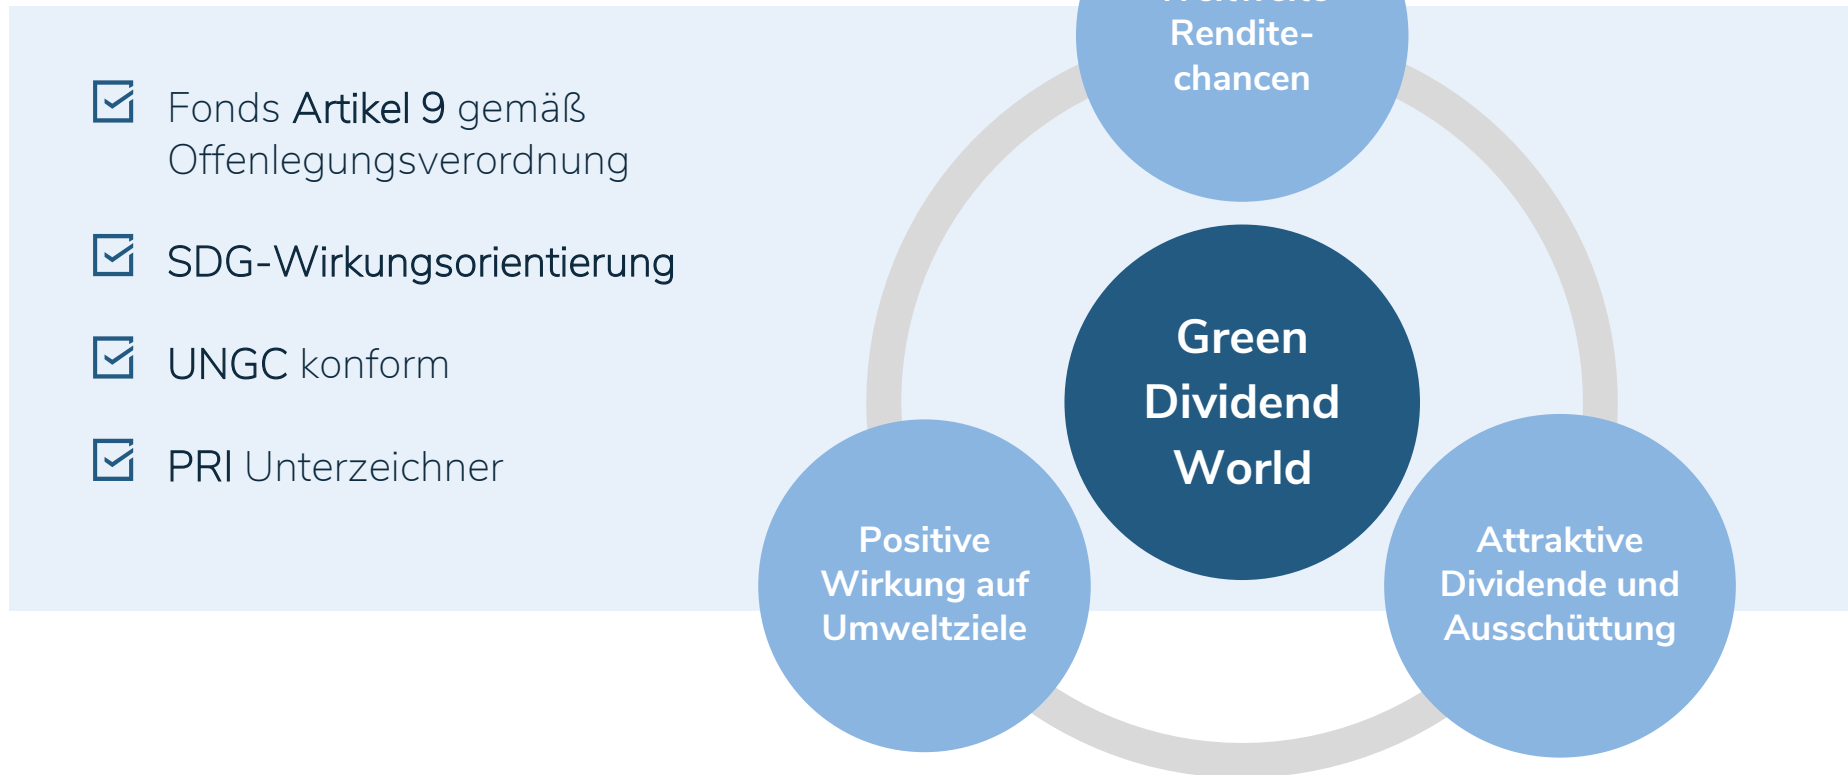 Fonds Artikel 9 gemäß
Offenlegungsverordnung
SDG-Wirkungsorientierung
UNGC konform
PRI Unterzeichner
Rendite-
chancen
Green
Dividend
World
Positive
Wirkung auf
Umweltziele
Attraktive
Dividende und
Ausschüttung